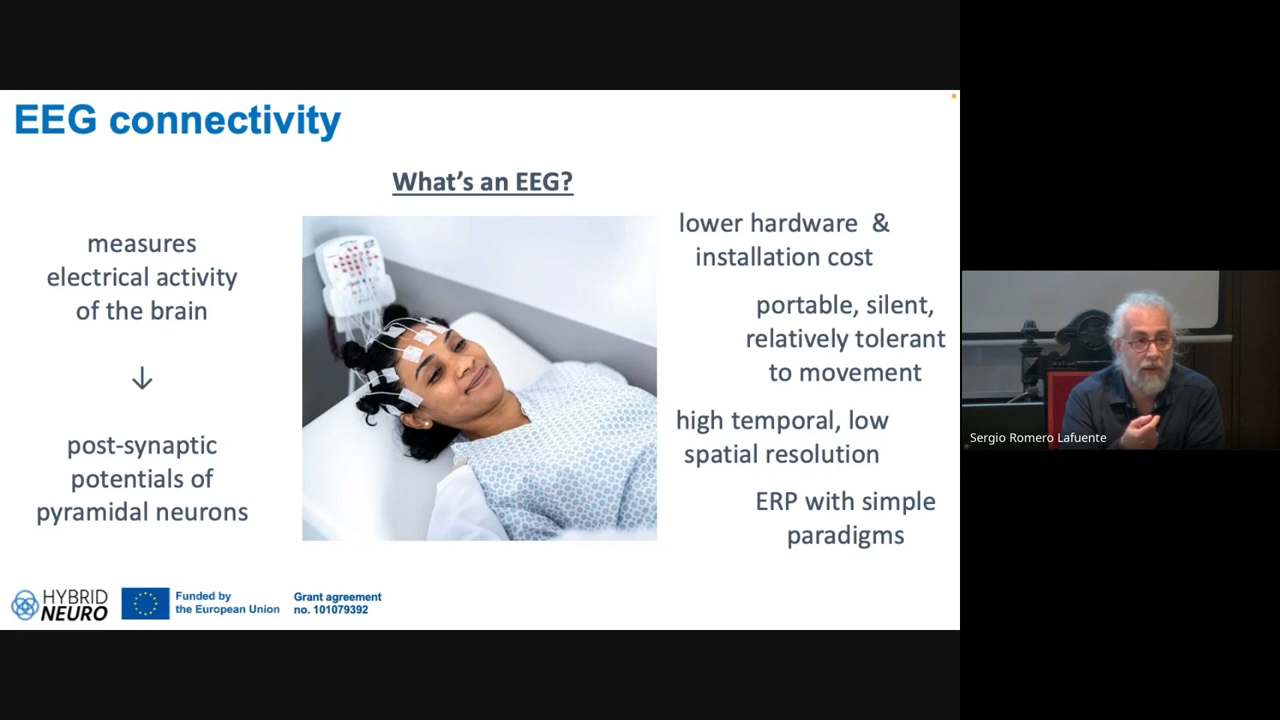 EEG connectivity
What's an EEG?
measures
electrical activity
of the brain
↓
post-synaptic
potentials of
pyramidal neurons
lower hardware &
installation cost
portable, silent,
relatively tolerant
to movement
high temporal, low
spatial resolution
ERP with simple
paradigms
HYBRID
NEURO
Funded by
the European Union
Grant agreement
no. 101079392
Sergio Romero Lafuente